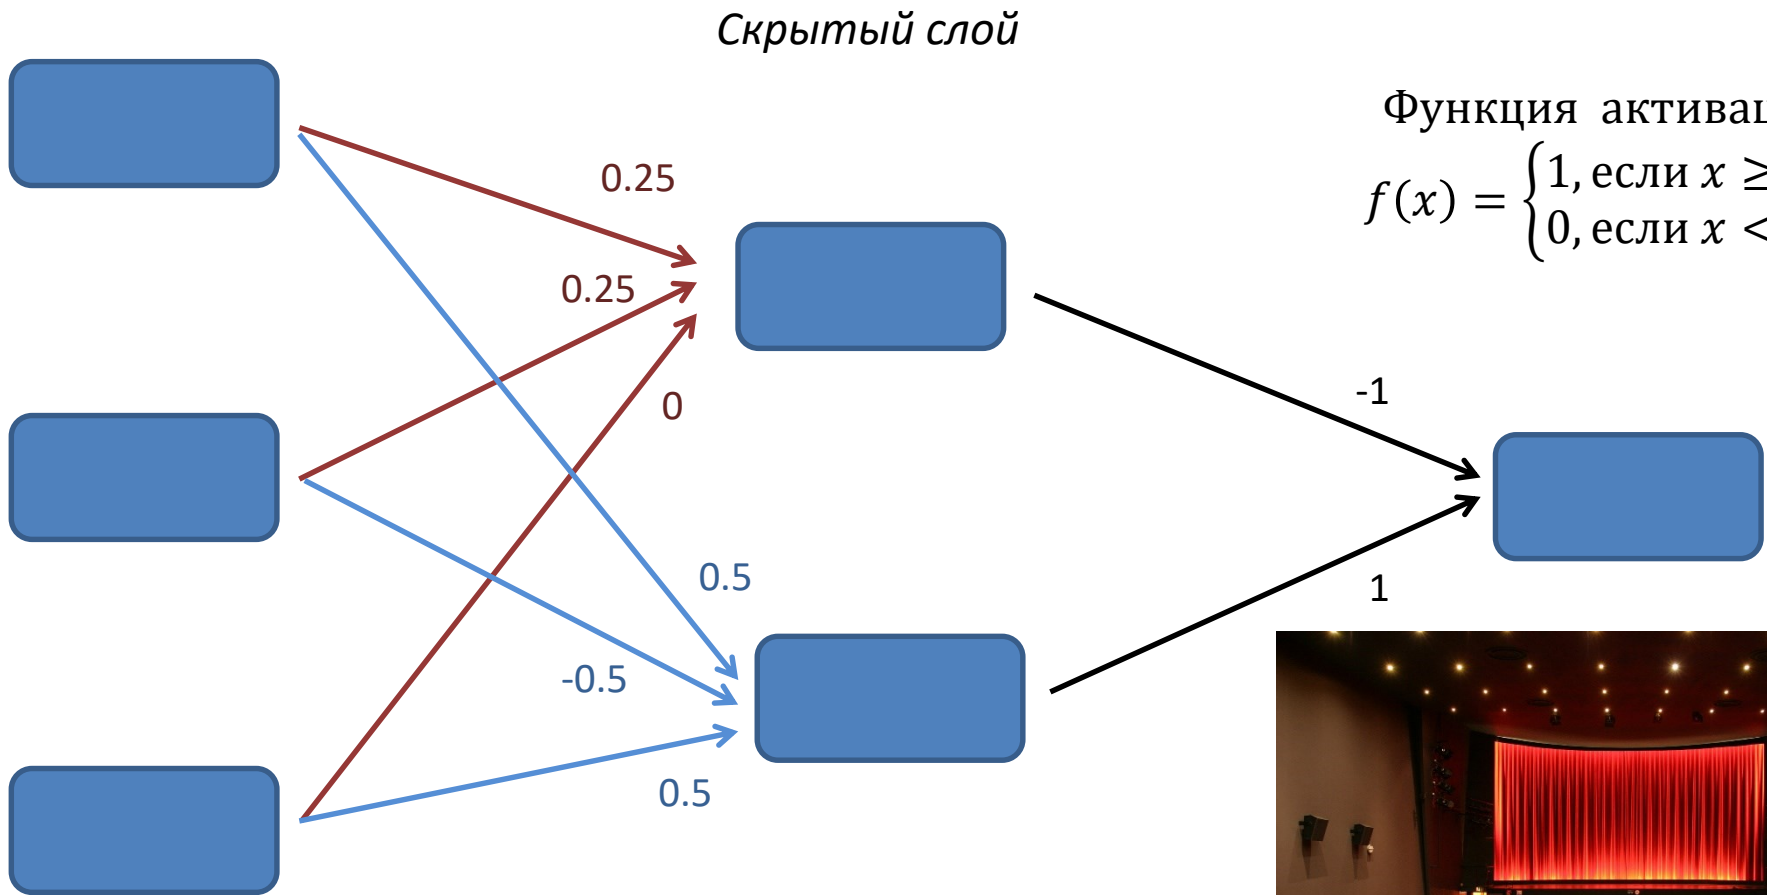 Скрытый слой
Функция активац
f(x) = {1, если x ≥
0, если x <
0.25
0.25
0
-1
0.5
1
-0.5
0.5